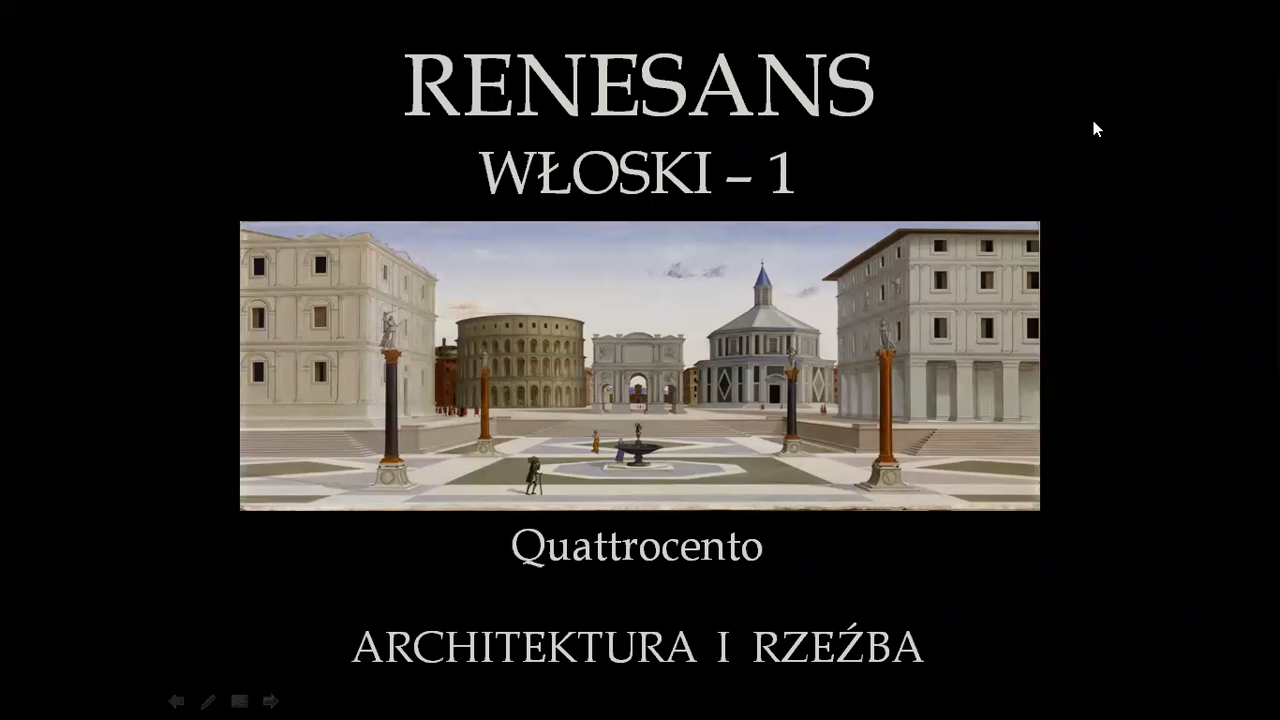 RENESANS
WŁOSKI – 1
Quattrocento
ARCHITEKTURA I RZEŹBA